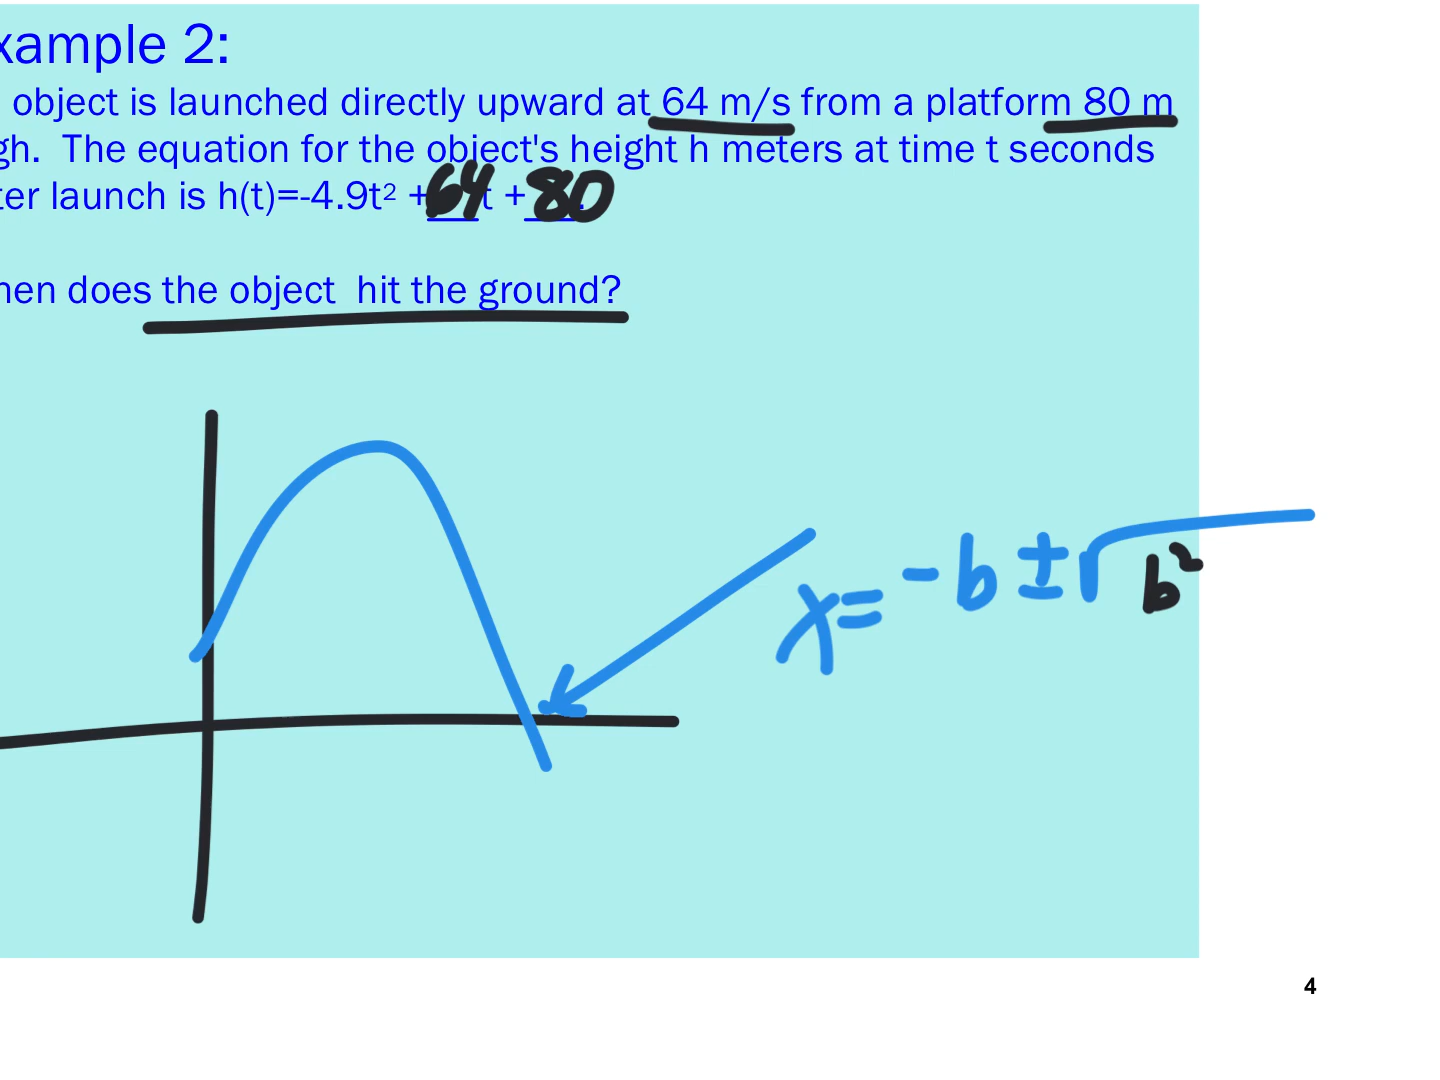 xample 2:
object is launched directly upward at 64 m/s from a platform 80 m
gh. The equation for the object's height h meters at time t seconds
ter launch is h(t)=-4.9t² +64t +80.
hen does the object hit the ground?
x= -b ±√ b²
4